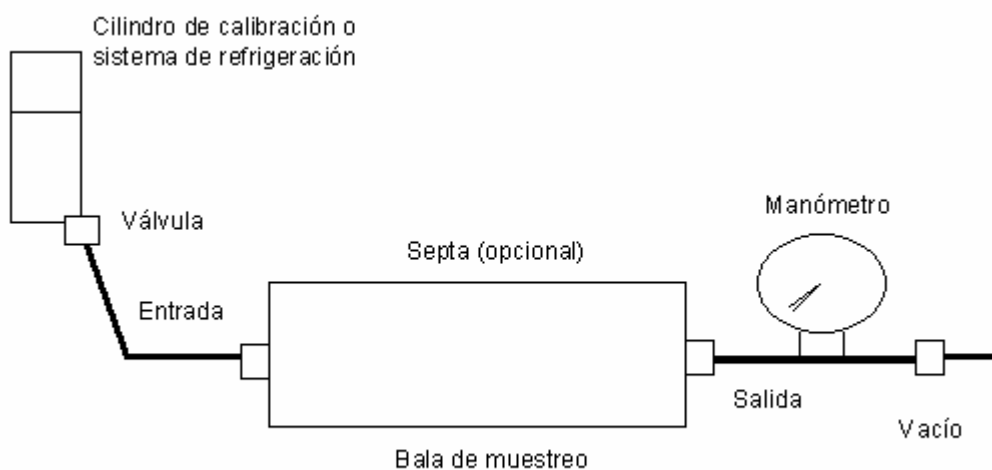 Cilindro de calibración o
sistema de refrigeración
Válvula
Manómetro
Septa (opcional)
Entrada
Salida
Vacío
Bala de muestreo